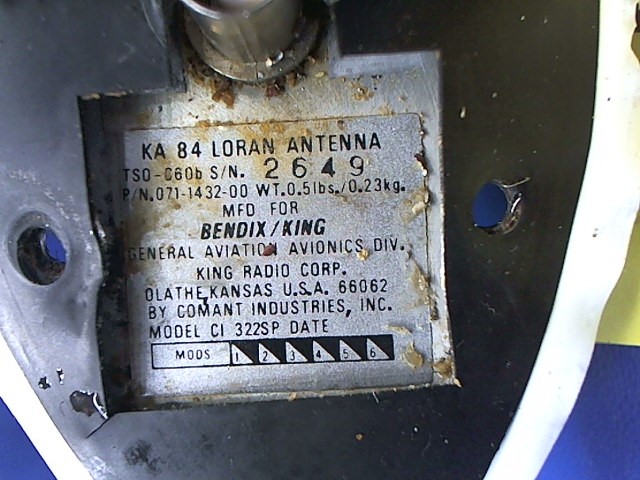 KA 84 LORAN ANTENNA
TSO-C60b S/N. 2649
P/N.071-1432-00 WT.0.5lbs./0.23kg.
MFD FOR
BENDIX/KING
GENERAL AVIATION AVIONICS DIV.
KING RADIO CORP.
OLATHE, KANSAS U.S.A. 66062
BY COMANT INDUSTRIES, INC.
MODEL CI 322SP DATE
MODS 1 2 3 4 5 6